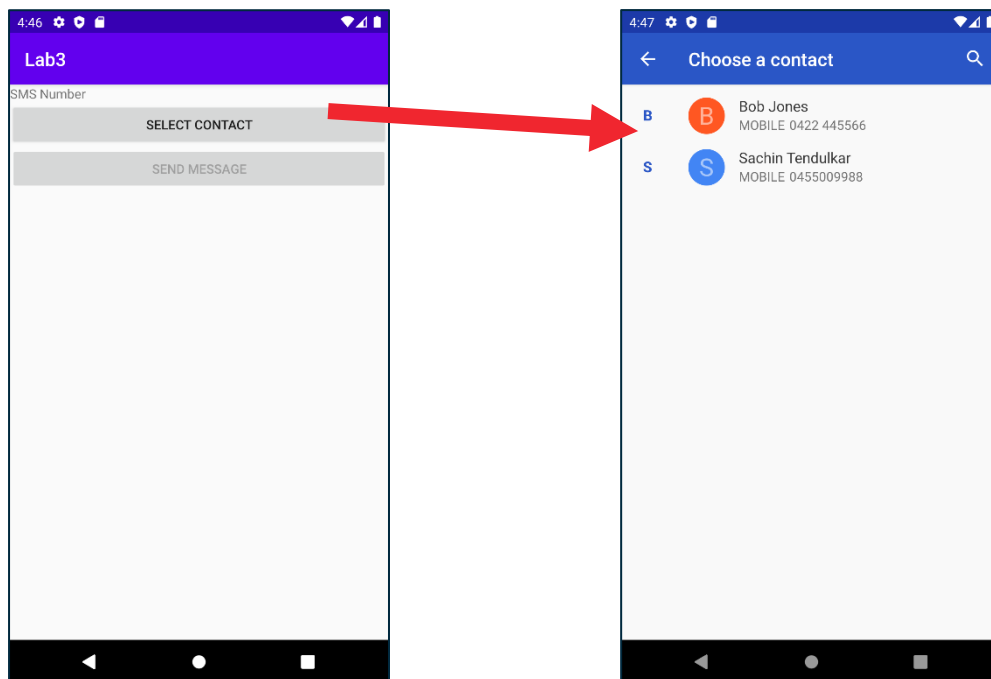 4:46
Lab3
SMS Number
SELECT CONTACT
SEND MESSAGE
4:47
Choose a contact
B
B
Bob Jones
MOBILE 0422 445566
S
S
Sachin Tendulkar
MOBILE 0455009988